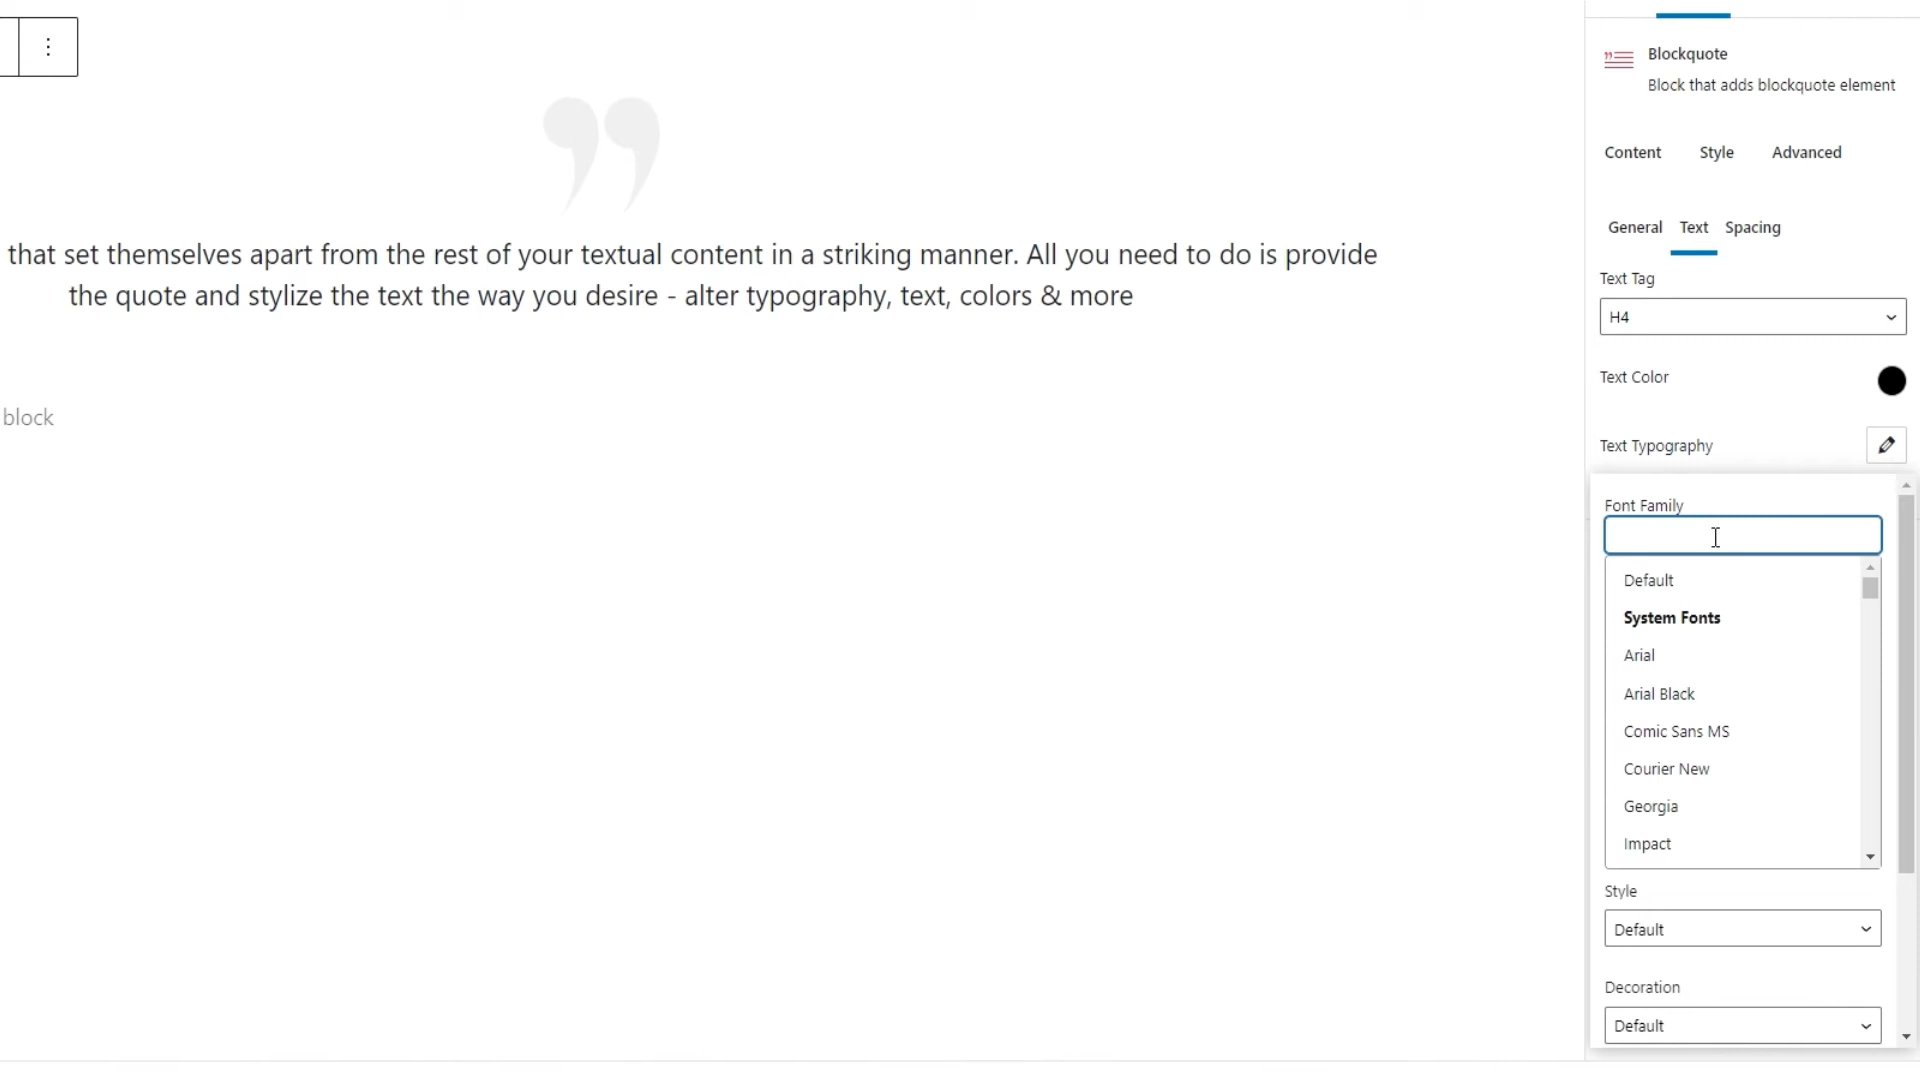 that set themselves apart from the rest of your textual content in a striking manner. All you need to do is provide
the quote and stylize the text the way you desire - alter typography, text, colors & more
block
Blockquote
Block that adds blockquote element
Content Style Advanced
General Text Spacing
Text Tag
H4
Text Color
Text Typography
Font Family
Default
System Fonts
Arial
Arial Black
Comic Sans MS
Courier New
Georgia
Impact
Style
Default
Decoration
Default